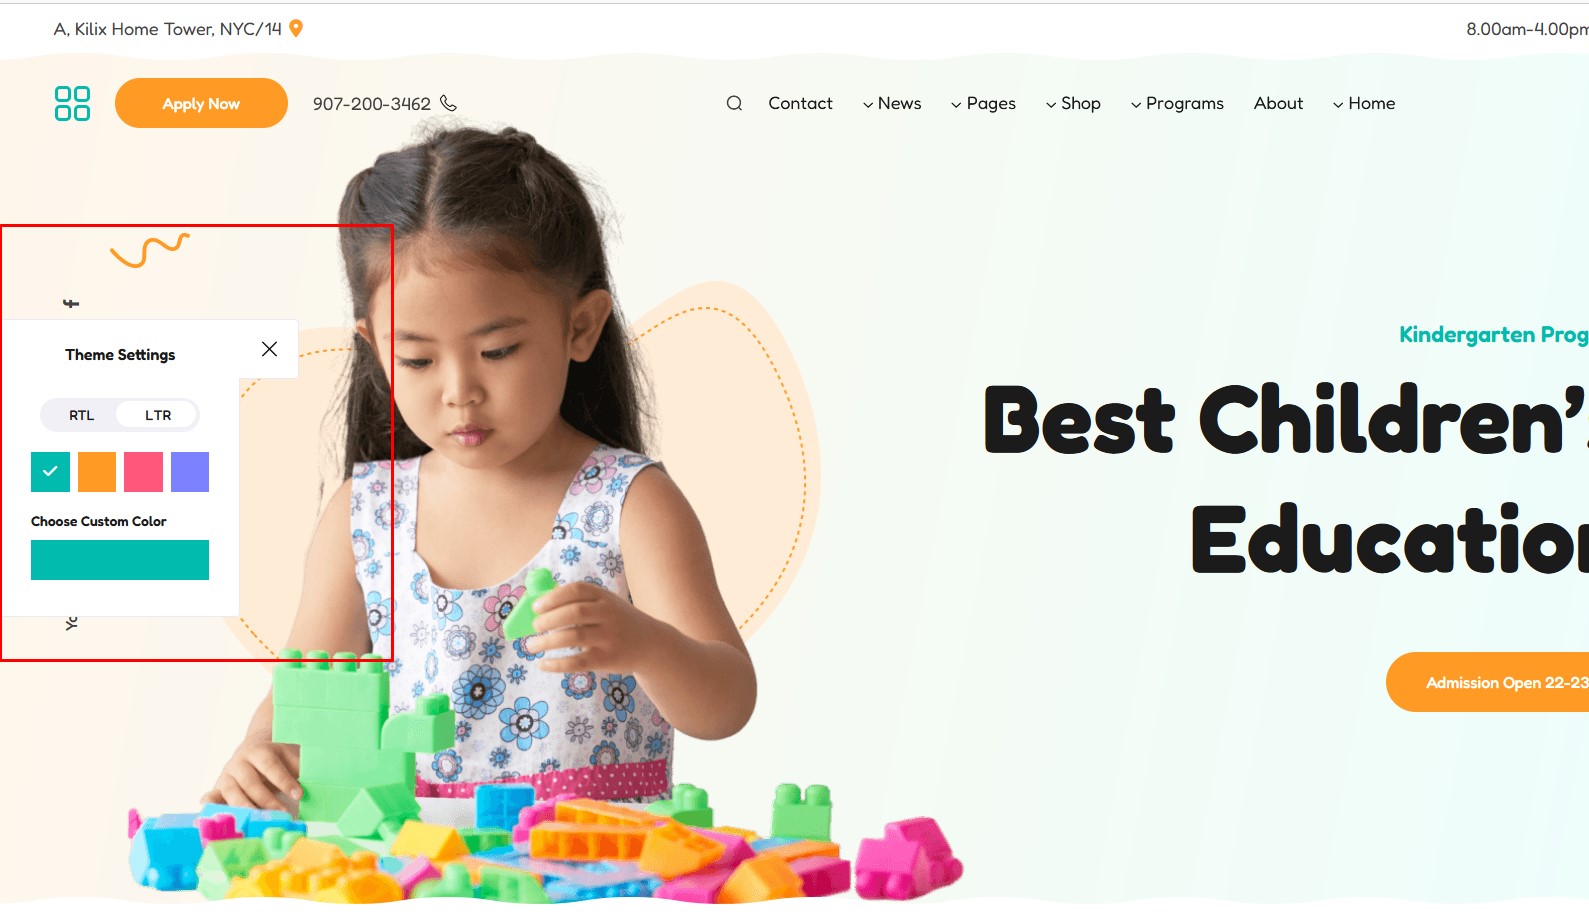 A, Kilix Home Tower, NYC/14
8.00am-4.00pm
Apply Now
907-200-3462
Contact
News
Pages
Shop
Programs
About
Home
f
Theme Settings
RTL
LTR
Choose Custom Color
Kindergarten Prog
Best Children’s
Education
Admission Open 22-23